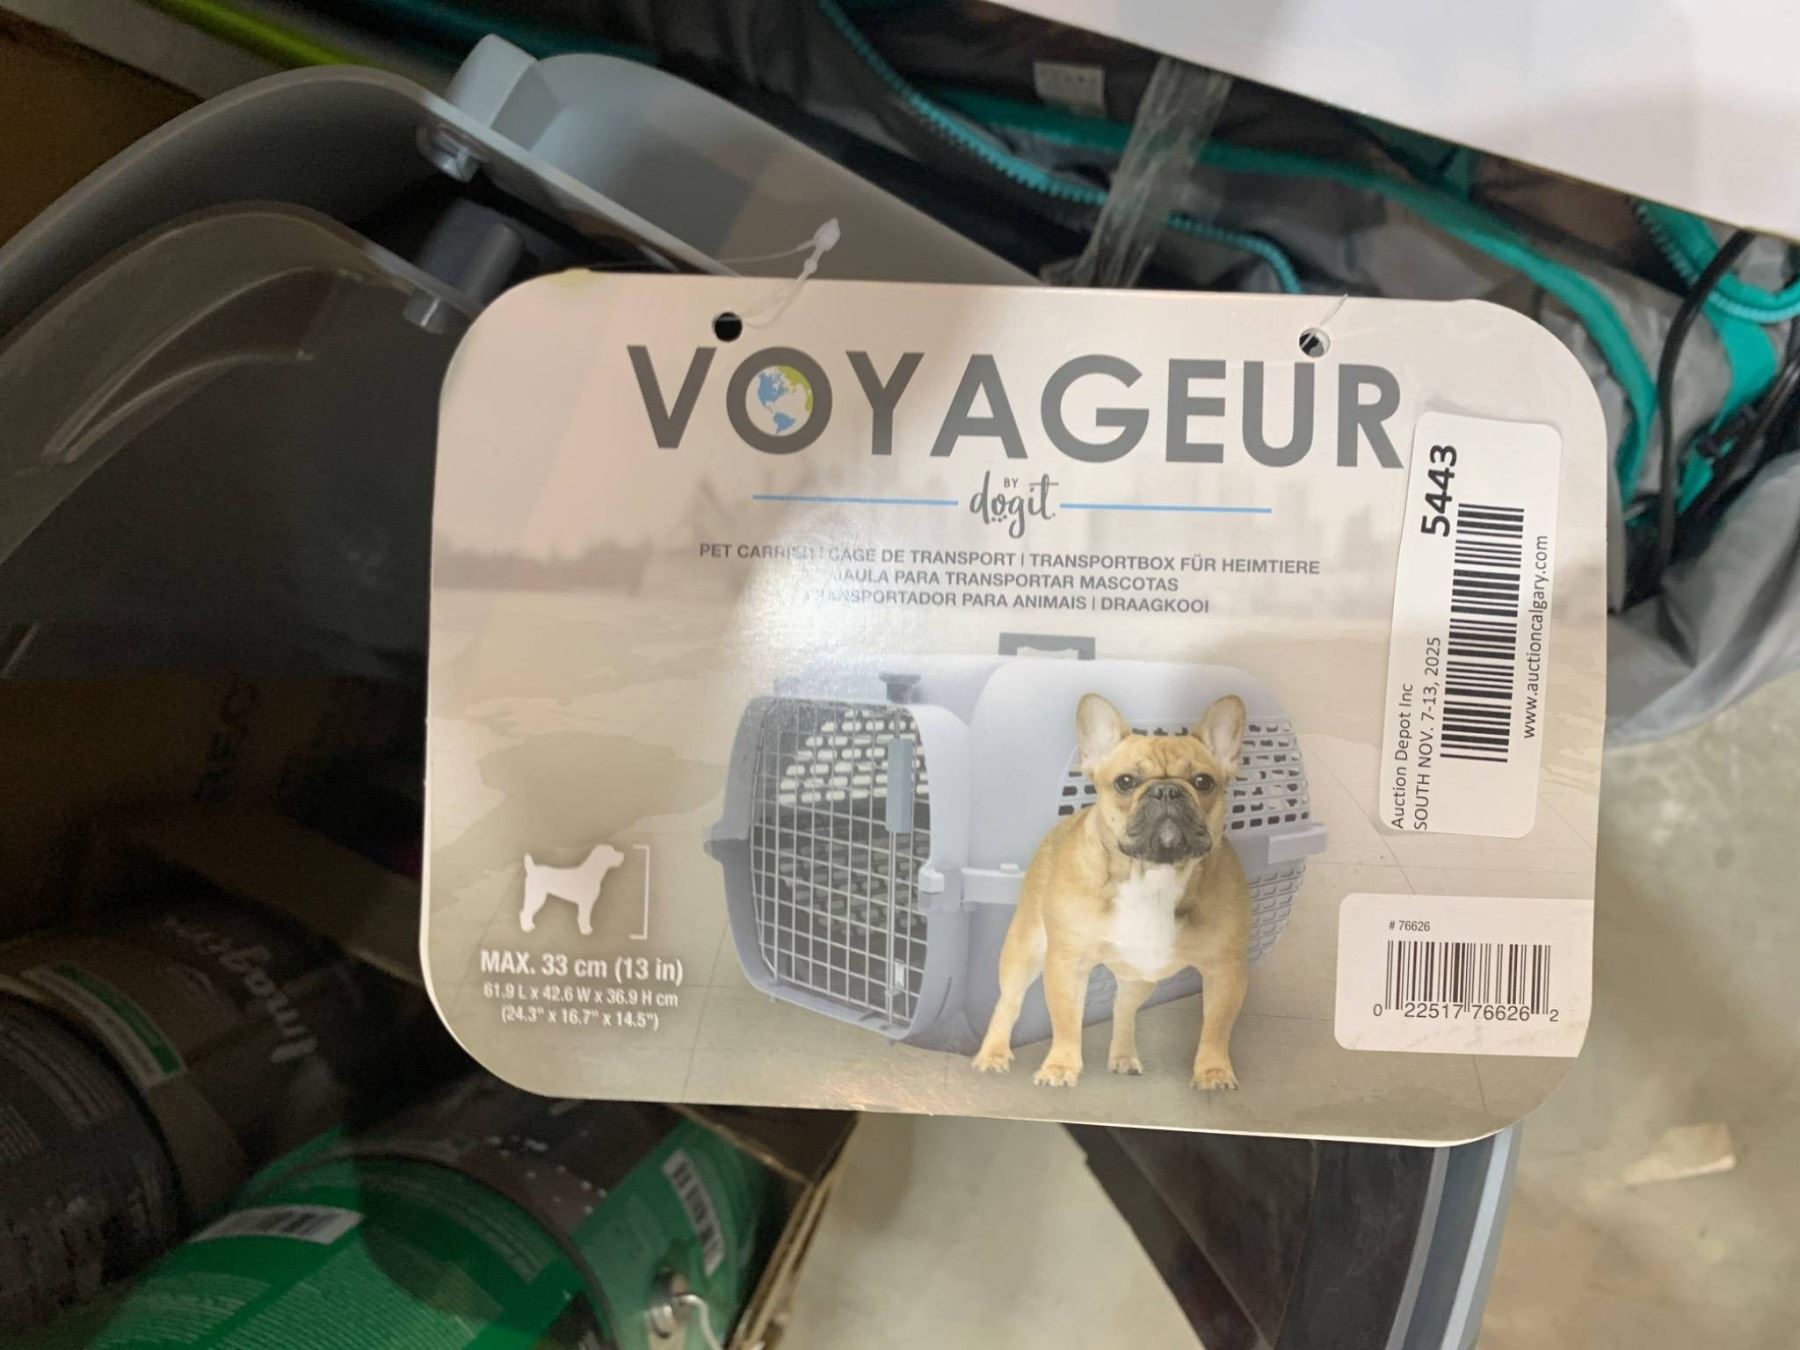 VOYAGEUR
BY
dogit
PET CARRIER | CAGE DE TRANSPORT | TRANSPORTBOX FÜR HEIMTIERE
JAULA PARA TRANSPORTAR MASCOTAS
TRANSPORTADOR PARA ANIMAIS | DRAAGKOOI
MAX. 33 cm (13 in)
61.9 L x 42.6 W x 36.9 H cm
(24.3" x 16.7" x 14.5")
5443
Auction Depot Inc
SOUTH NOV. 7-13, 2025
www.auctioncalgary.com
# 76626
0 22517 76626 2